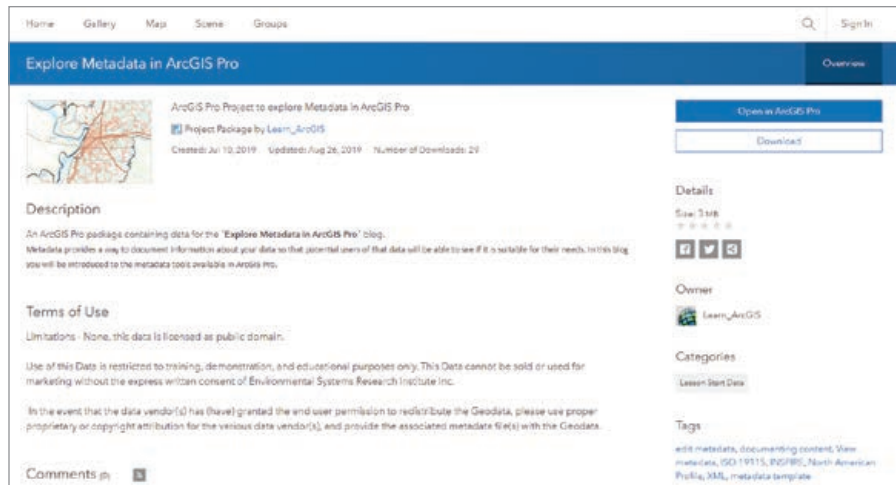 Home Gallery Map Scene Groups Sign In
Explore Metadata in ArcGIS Pro
Overview
ArcGIS Pro Project to explore Metadata in ArcGIS Pro
Project Package by Learn_ArcGIS
Created: Jul 10, 2019 Updated: Aug 26, 2019 Number of Downloads: 29
Description
An ArcGIS Pro package containing data for the "Explore Metadata in ArcGIS Pro" blog.
Metadata provides a way to document information about your data so that potential users of that data will be able to see if it is suitable for their needs. In this blog
you will be introduced to the metadata tools available in ArcGIS Pro.
Terms of Use
Limitations - None, this data is licensed as public domain.
Use of this Data is restricted to training, demonstration, and educational purposes only. This Data cannot be sold or used for
marketing without the express written consent of Environmental Systems Research Institute Inc.
In the event that the data vendor(s) has (have) granted the end user permission to redistribute the Geodata, please use proper
proprietary or copyright attribution for the various data vendor(s), and provide the associated metadata file(s) with the Geodata.
Comments (0)
Open in ArcGIS Pro
Download
Details
Size: 3 MB
Owner
Learn_ArcGIS
Categories
Lesson Start Data
Tags
edit metadata, documenting content, View
metadata, ISO 19115, INSPIRE, North American
Profile, XML, metadata template